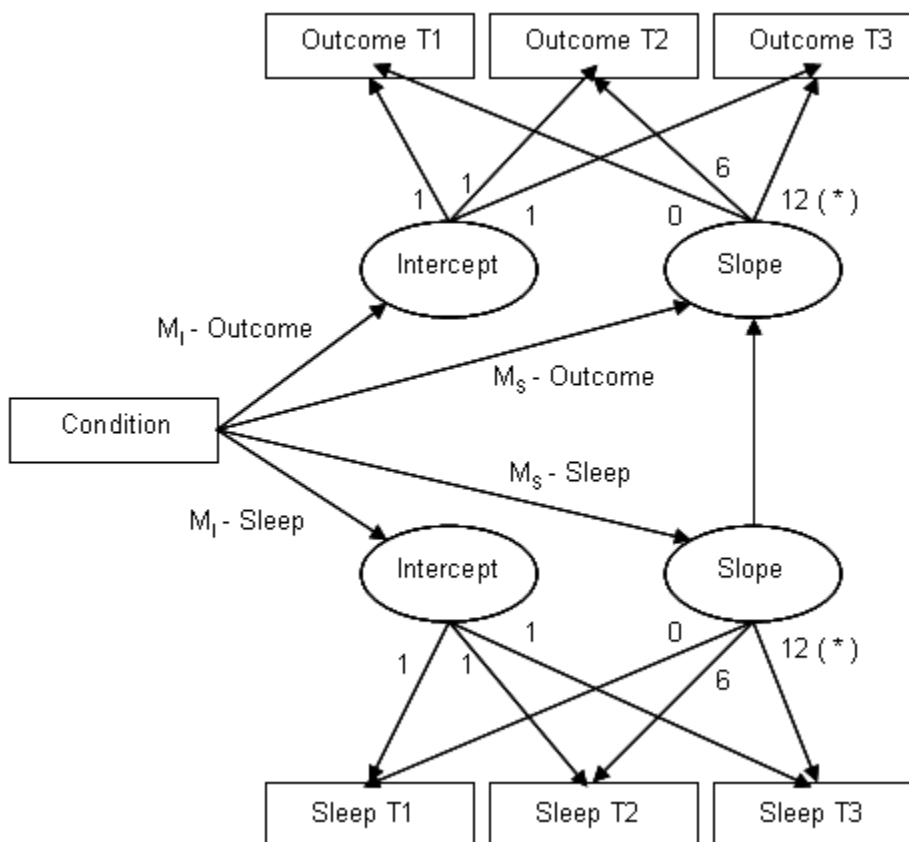 Outcome T1 Outcome T2 Outcome T3
1 1 1 0 6 12 (*)
Intercept Slope
M_I - Outcome
M_S - Outcome
Condition
M_S - Sleep
M_I - Sleep
Intercept Slope
1 1 1 0 6 12 (*)
Sleep T1 Sleep T2 Sleep T3